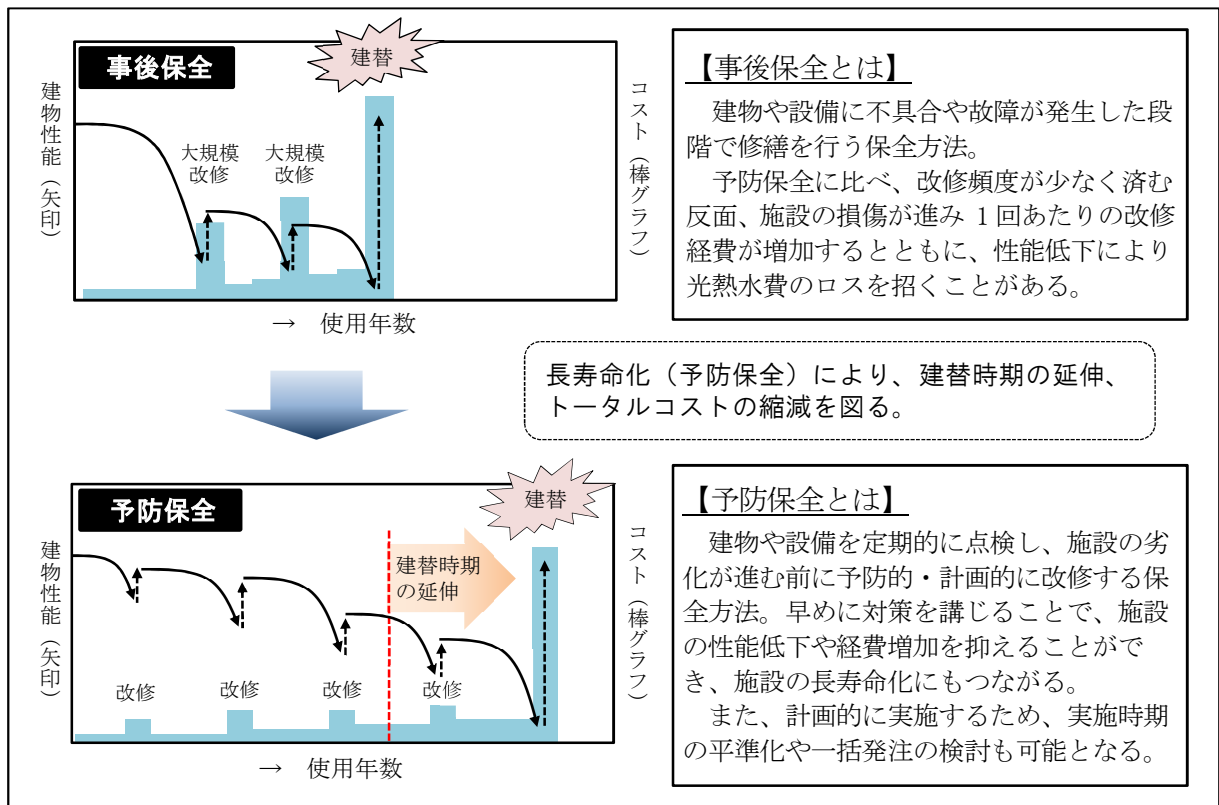 事後保全
建替
建物性能（矢印）
大規模
改修
大規模
改修
コスト（棒グラフ）
→　使用年数
【事後保全とは】
建物や設備に不具合や故障が発生した段
階で修繕を行う保全方法。
予防保全に比べ、改修頻度が少なく済む
反面、施設の損傷が進み 1 回あたりの改修
経費が増加するとともに、性能低下により
光熱水費のロスを招くことがある。
長寿命化（予防保全）により、建替時期の延伸、
トータルコストの縮減を図る。
予防保全
建替
建物性能（矢印）
建替時期
の延伸
改修
改修
改修
改修
コスト（棒グラフ）
→　使用年数
【予防保全とは】
建物や設備を定期的に点検し、施設の劣
化が進む前に予防的・計画的に改修する保
全方法。早めに対策を講じることで、施設
の性能低下や経費増加を抑えることがで
き、施設の長寿命化にもつながる。
また、計画的に実施するため、実施時期
の平準化や一括発注の検討も可能となる。